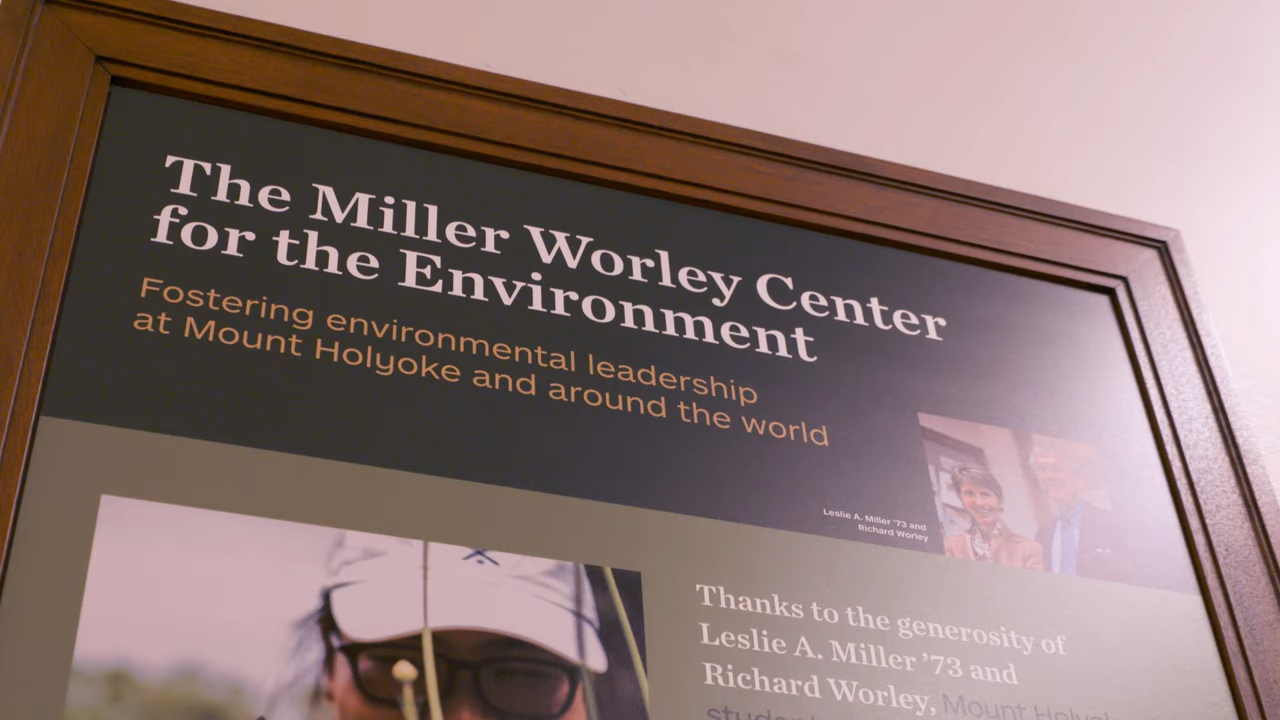 The Miller Worley Center
for the Environment
Fostering environmental leadership
at Mount Holyoke and around the world
Leslie A. Miller '73 and
Richard Worley
Thanks to the generosity of
Leslie A. Miller ’73 and
Richard Worley, Mount